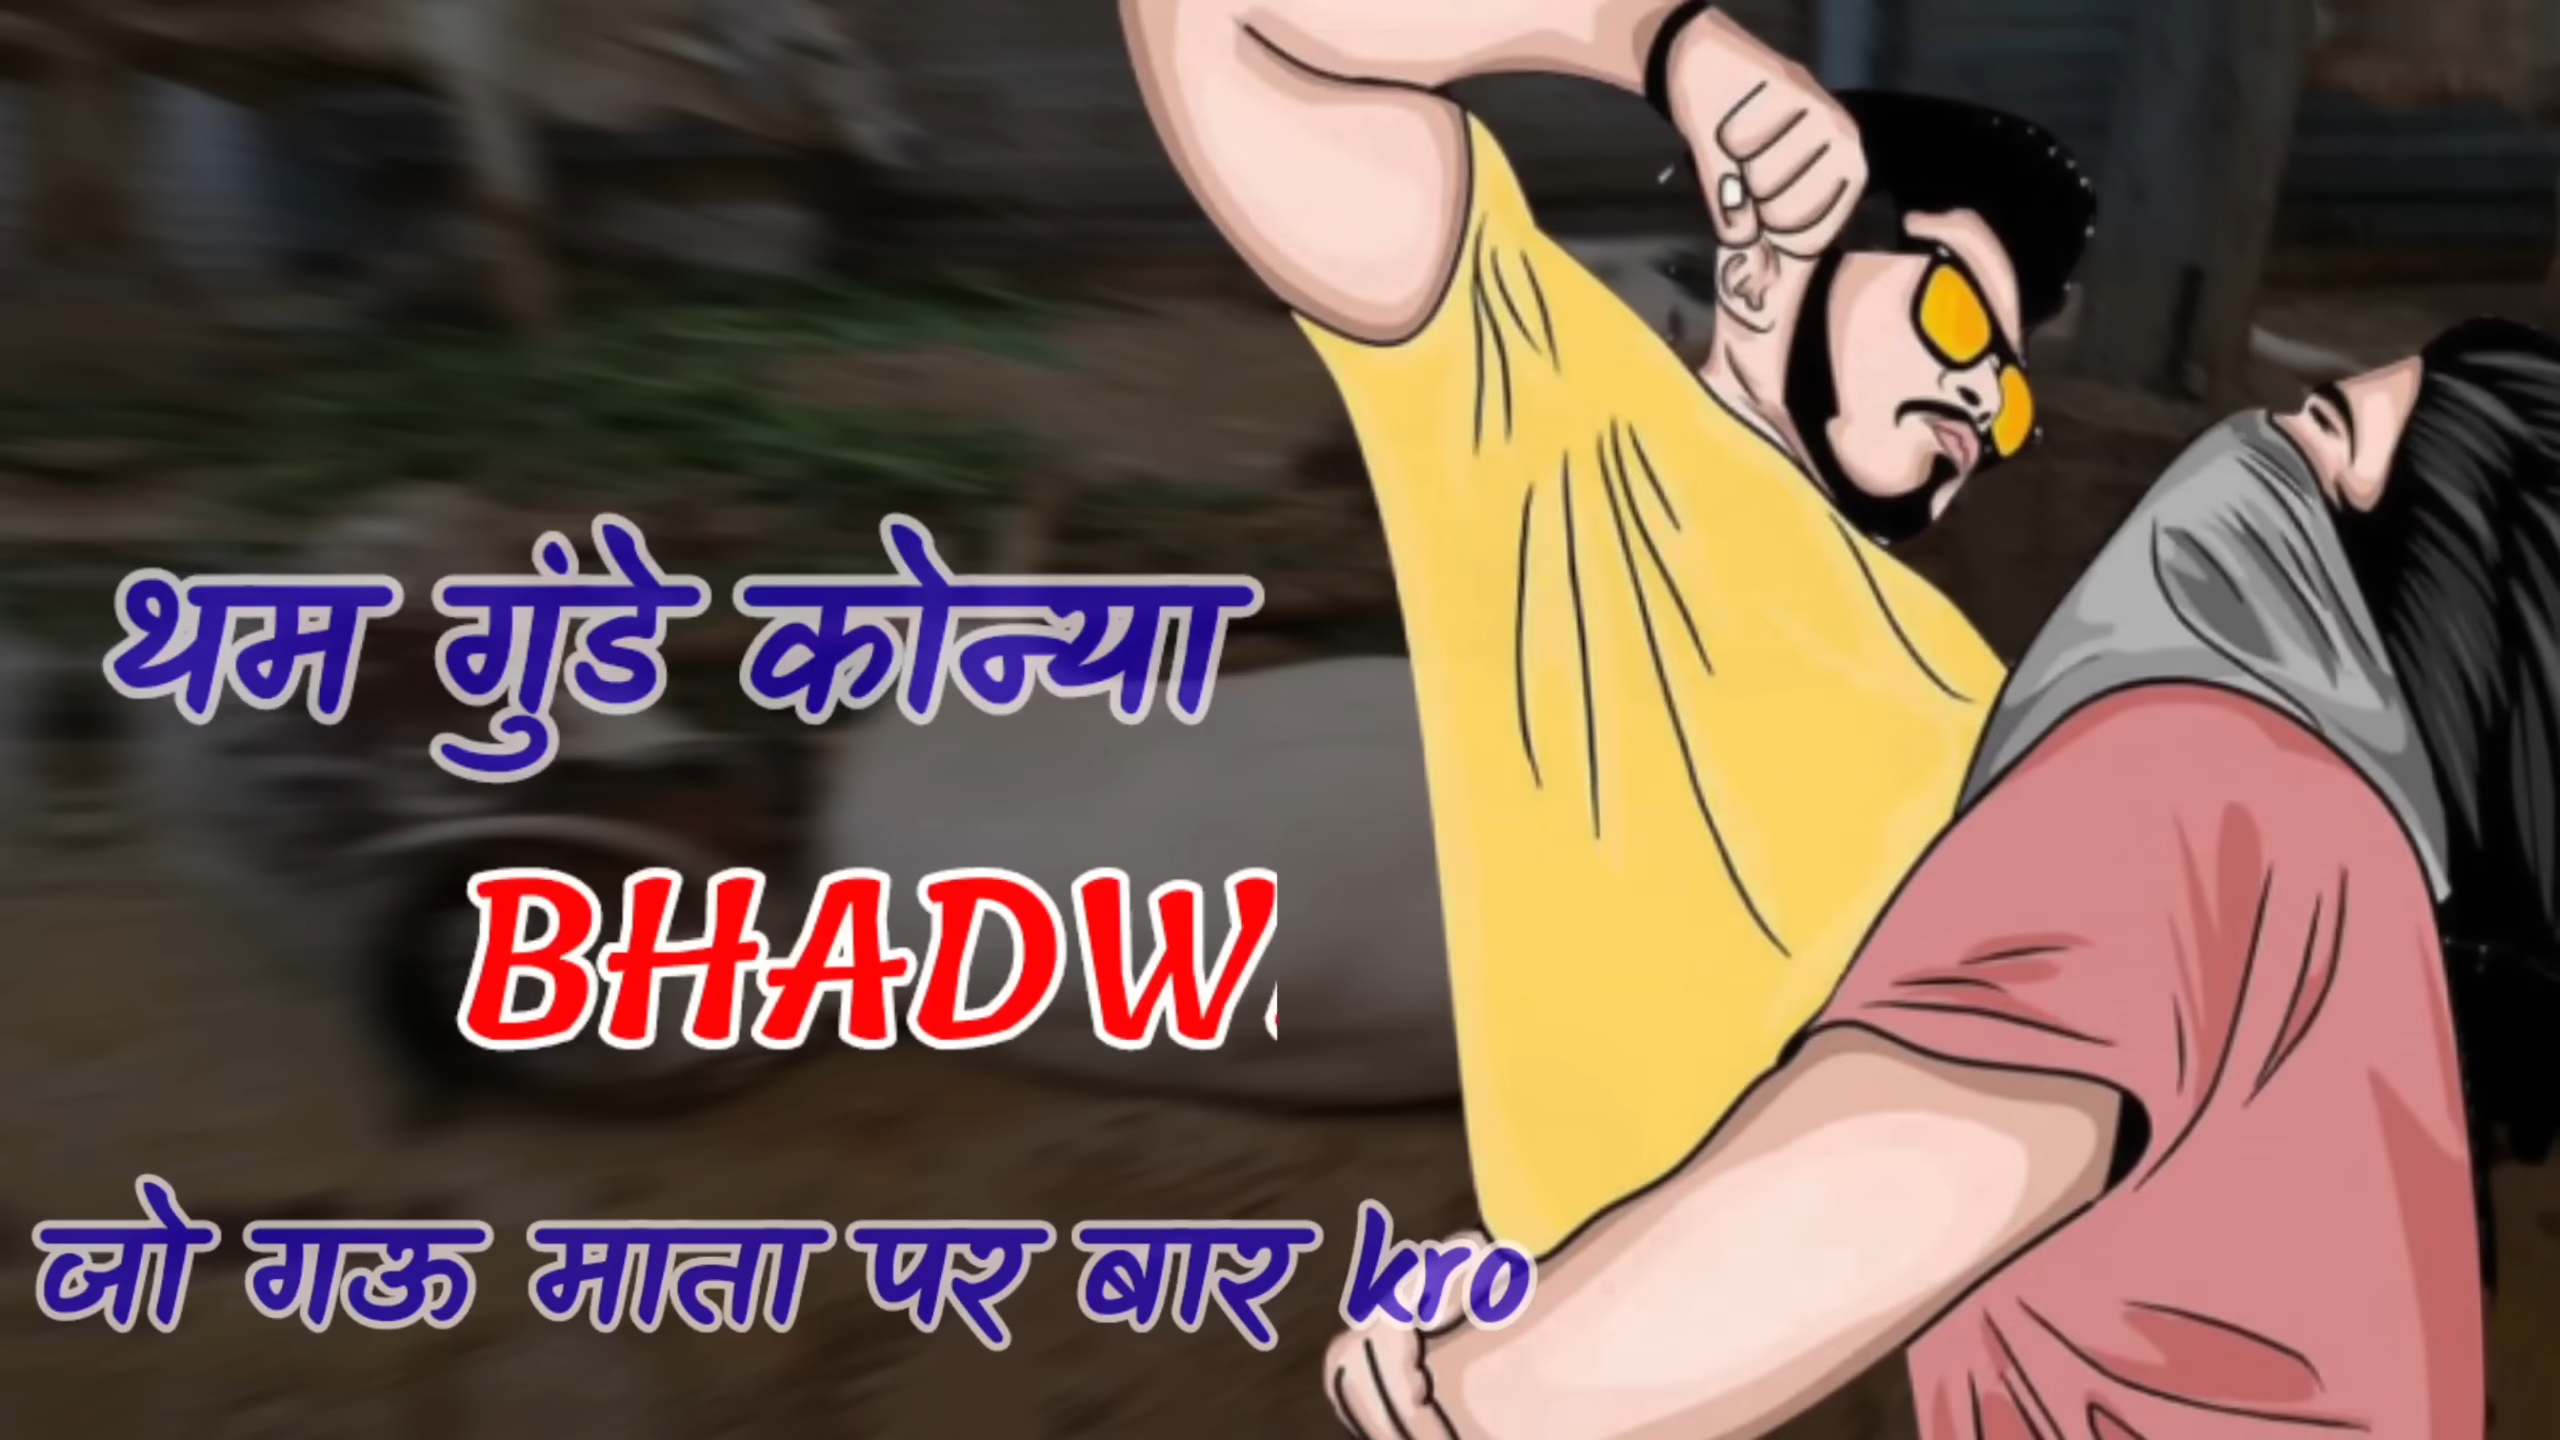 थम गुंडे कोन्या
BHADW
जो गऊ माता पर बार kro